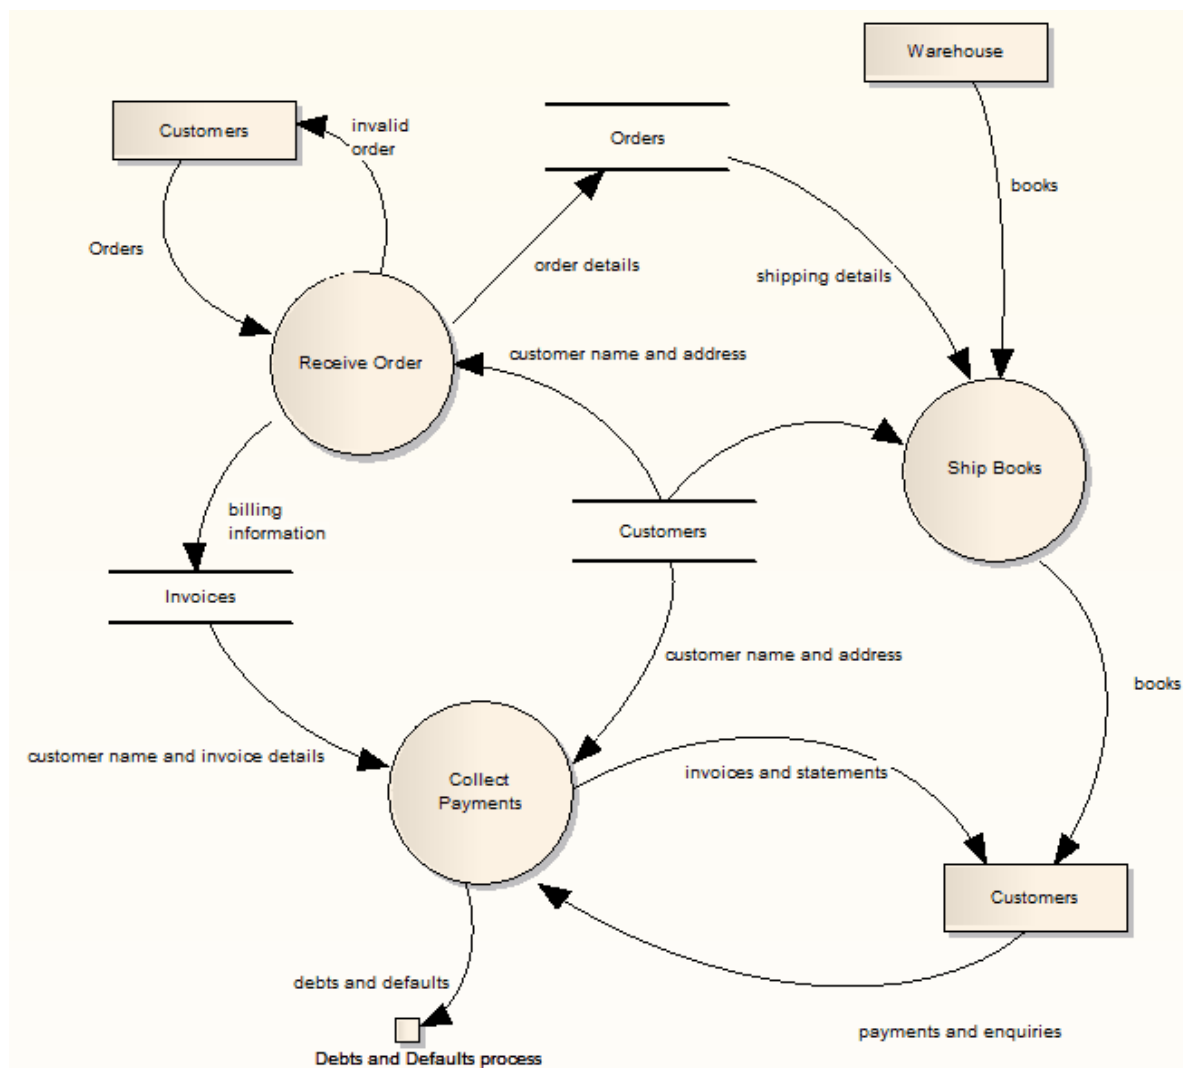 Warehouse
Customers
invalid
order
Orders
books
Orders
order details
shipping details
customer name and address
Receive Order
Ship Books
billing
information
Customers
Invoices
customer name and address
books
customer name and invoice details
invoices and statements
Collect
Payments
Customers
debts and defaults
payments and enquiries
Debts and Defaults process